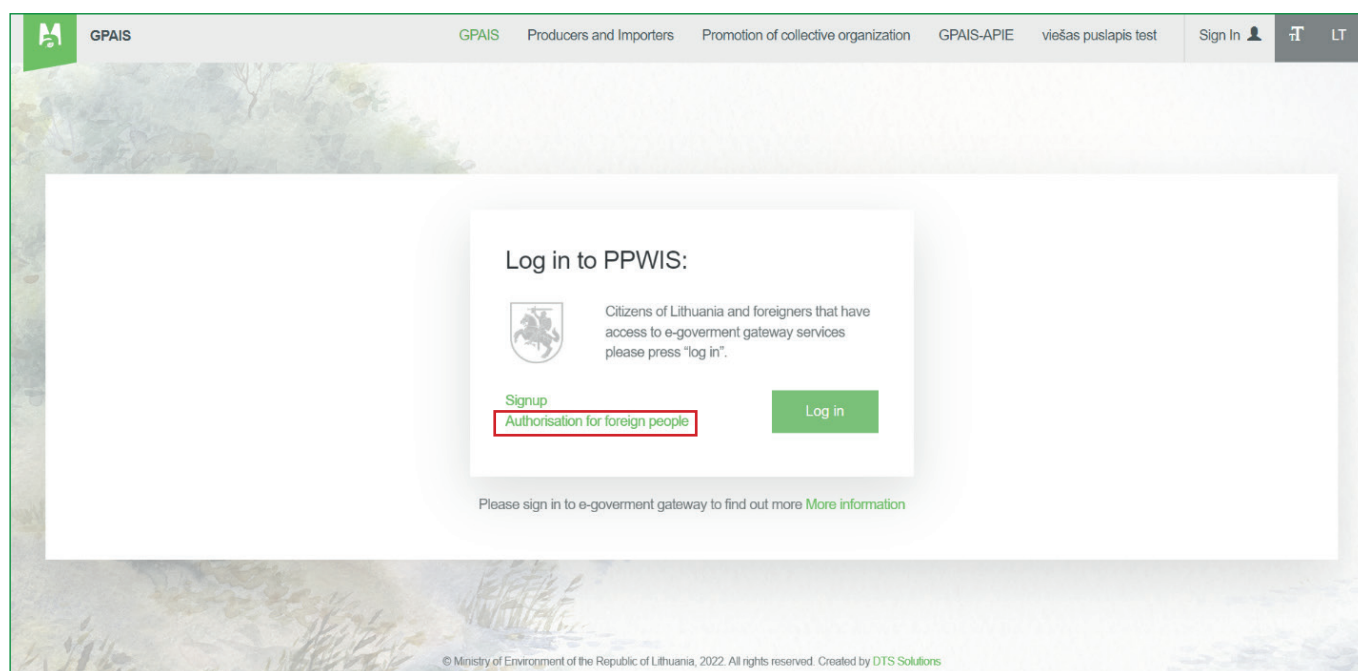 GPAIS
GPAIS Producers and Importers Promotion of collective organization GPAIS-APIE viešas puslapis test Sign In TT LT
Log in to PPWIS:
Citizens of Lithuania and foreigners that have
access to e-goverment gateway services
please press “log in”.
Signup
Authorisation for foreign people
Log in
Please sign in to e-goverment gateway to find out more More information
© Ministry of Environment of the Republic of Lithuania, 2022. All rights reserved. Created by DTS Solutions